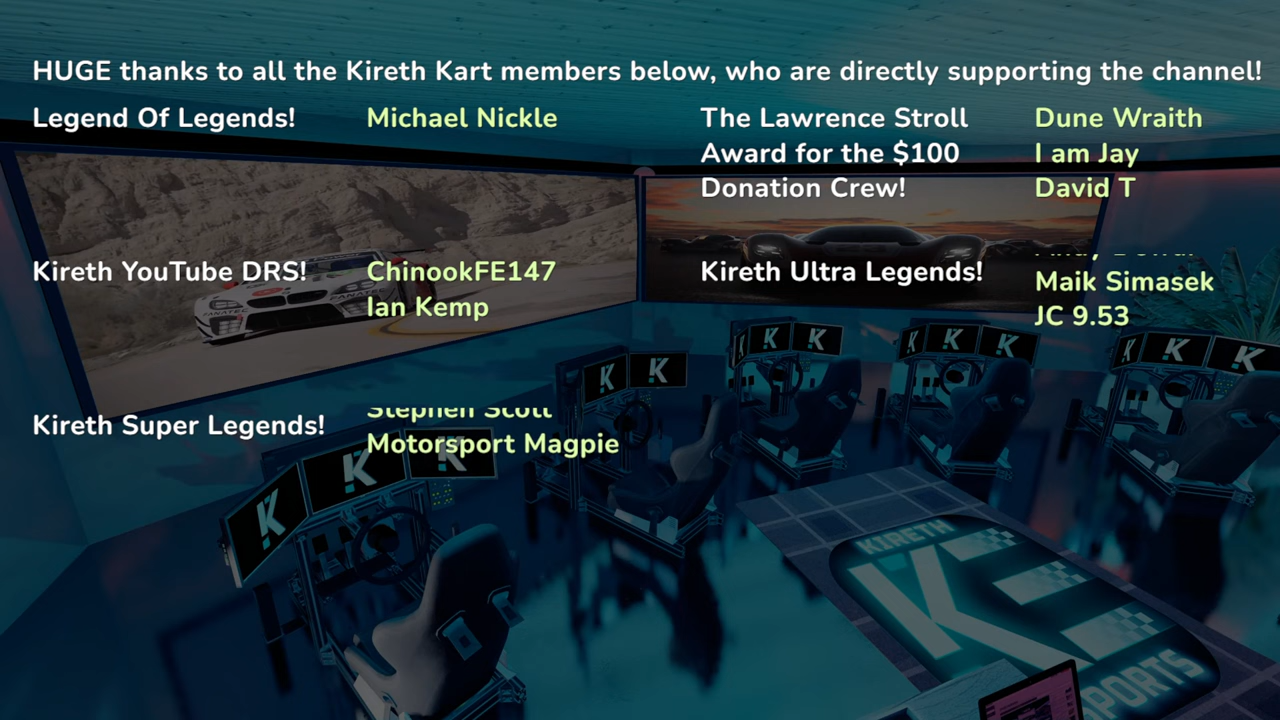 HUGE thanks to all the Kireth Kart members below, who are directly supporting the channel!
Legend Of Legends!
Michael Nickle
The Lawrence Stroll
Award for the $100
Donation Crew!
Dune Wraith
I am Jay
David T
Kireth YouTube DRS!
ChinookFE147
Ian Kemp
Kireth Ultra Legends!
Maik Simasek
JC 9.53
Kireth Super Legends!
Stephen Scott
Motorsport Magpie
FANATEC
FANATEC
KIRETH